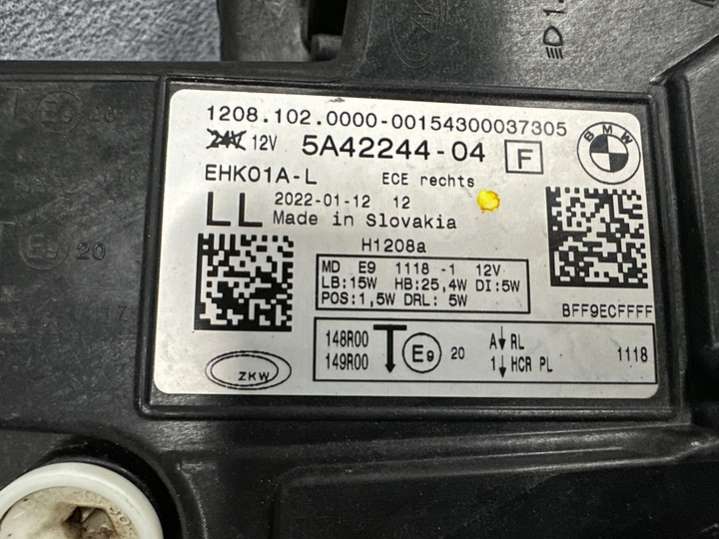 1208.102.0000-00154300037305
24V 12V 5A42244-04 F
BMW
EHK01A-L ECE rechts
LL 2022-01-12 12
Made in Slovakia
H1208a
MD E9 1118 -1 12V
LB:15W HB:25,4W DI:5W
POS:1,5W DRL: 5W
BFF9ECFFFF
148R00
149R00
E9 20
A↓ RL
1↓ HCR PL
1118
ZKW
E9 20